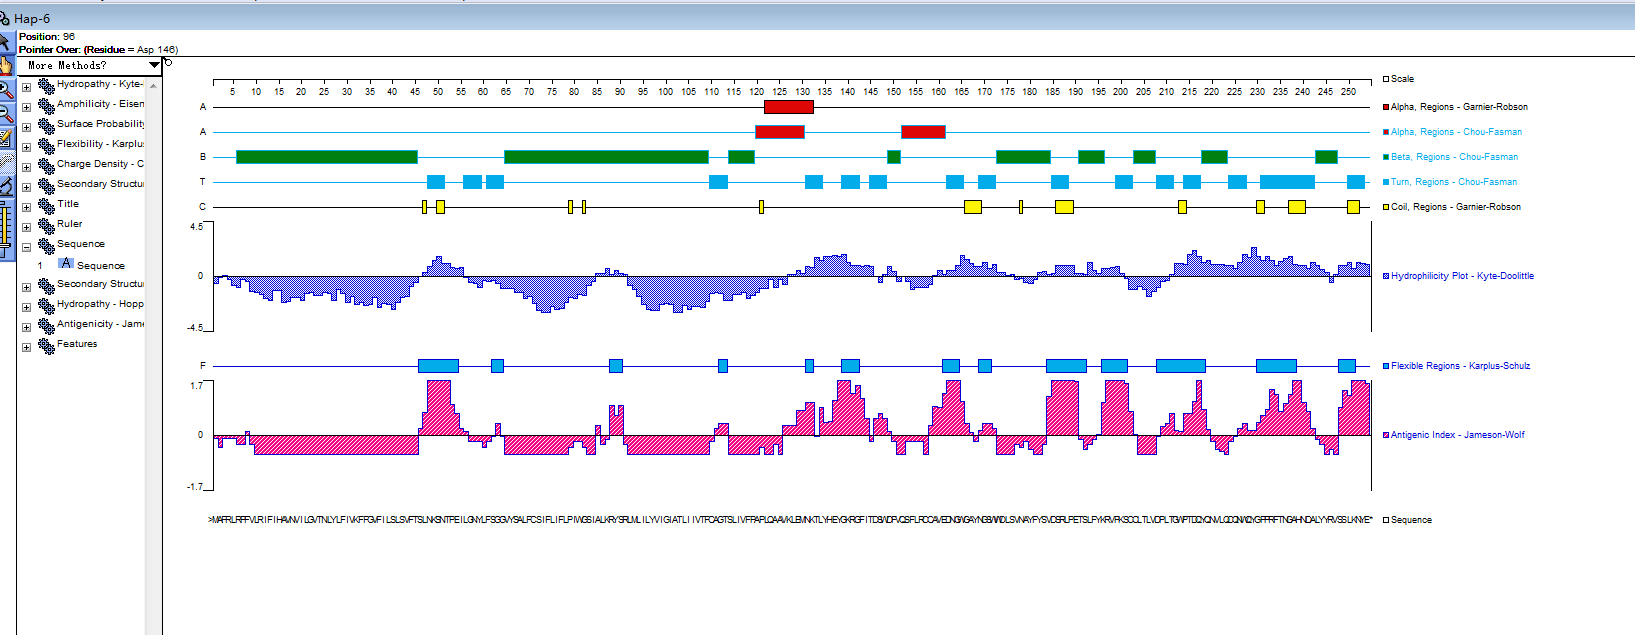 Hap-6
Position: 96
Pointer Over: (Residue = Asp 146)
More Methods?
Hydropathy - Kyte-
Amphilicity - Eisen
Surface Probability
Flexibility - Karplu
Charge Density - C
Secondary Structu
Title
Ruler
Sequence
1 A Sequence
Secondary Structu
Hydropathy - Hopp
Antigenicity - Jame
Features
5 10 15 20 25 30 35 40 45 50 55 60 65 70 75 80 85 90 95 100 105 110 115 120 125 130 135 140 145 150 155 160 165 170 175 180 185 190 195 200 205 210 215 220 225 230 235 240 245 250
Scale
A Alpha, Regions - Garnier-Robson
A Alpha, Regions - Chou-Fasman
B Beta, Regions - Chou-Fasman
T Turn, Regions - Chou-Fasman
C Coil, Regions - Garnier-Robson
4.5
0 Hydrophilicity Plot - Kyte-Doolittle
-4.5
F Flexible Regions - Karplus-Schulz
1.7
0 Antigenic Index - Jameson-Wolf
-1.7
Sequence